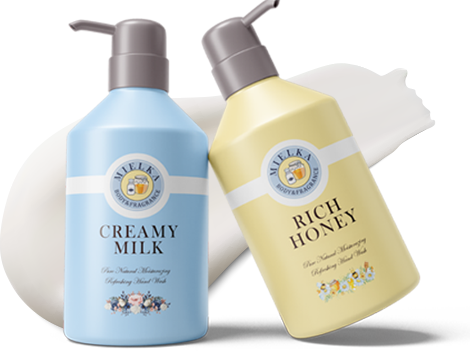 MIELKA
BODY&FRAGRANCE
CREAMY
MILK
Pure Natural Moisturizing
Refreshing Hand Wash
MIELKA
BODY&FRAGRANCE
RICH
HONEY
Pure Natural Moisturizing
Refreshing Hand Wash